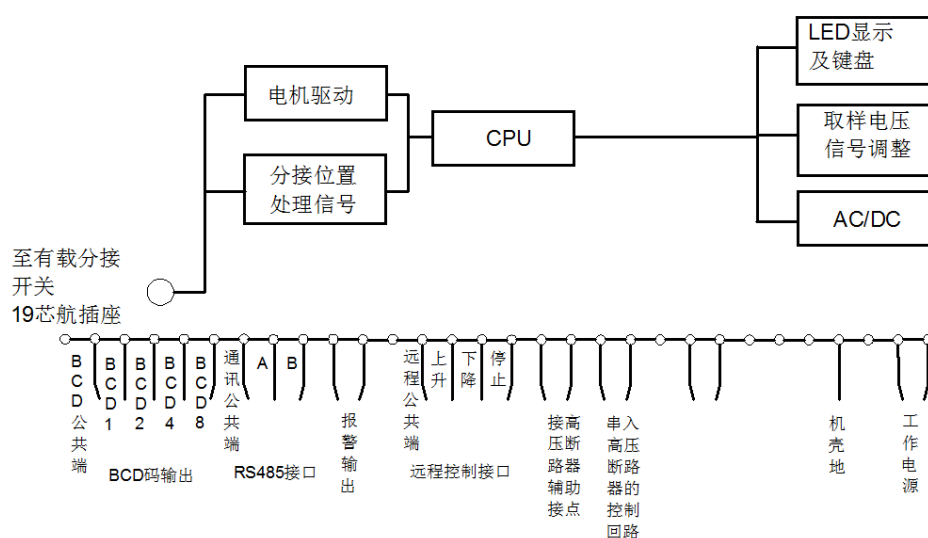 LED显示
及键盘
电机驱动
取样电压
信号调整
CPU
分接位置
处理信号
AC/DC
至有载分接
开关
19芯航插座
BCD公共端
BCD1
BCD2
BCD4
BCD8
通讯公共端
A
B
报警输出
远程公共端
上升
下降
停止
接高压断路器辅助接点
串入高压断路器的控制回路
机壳地
工作电源
BCD码输出
RS485接口
远程控制接口